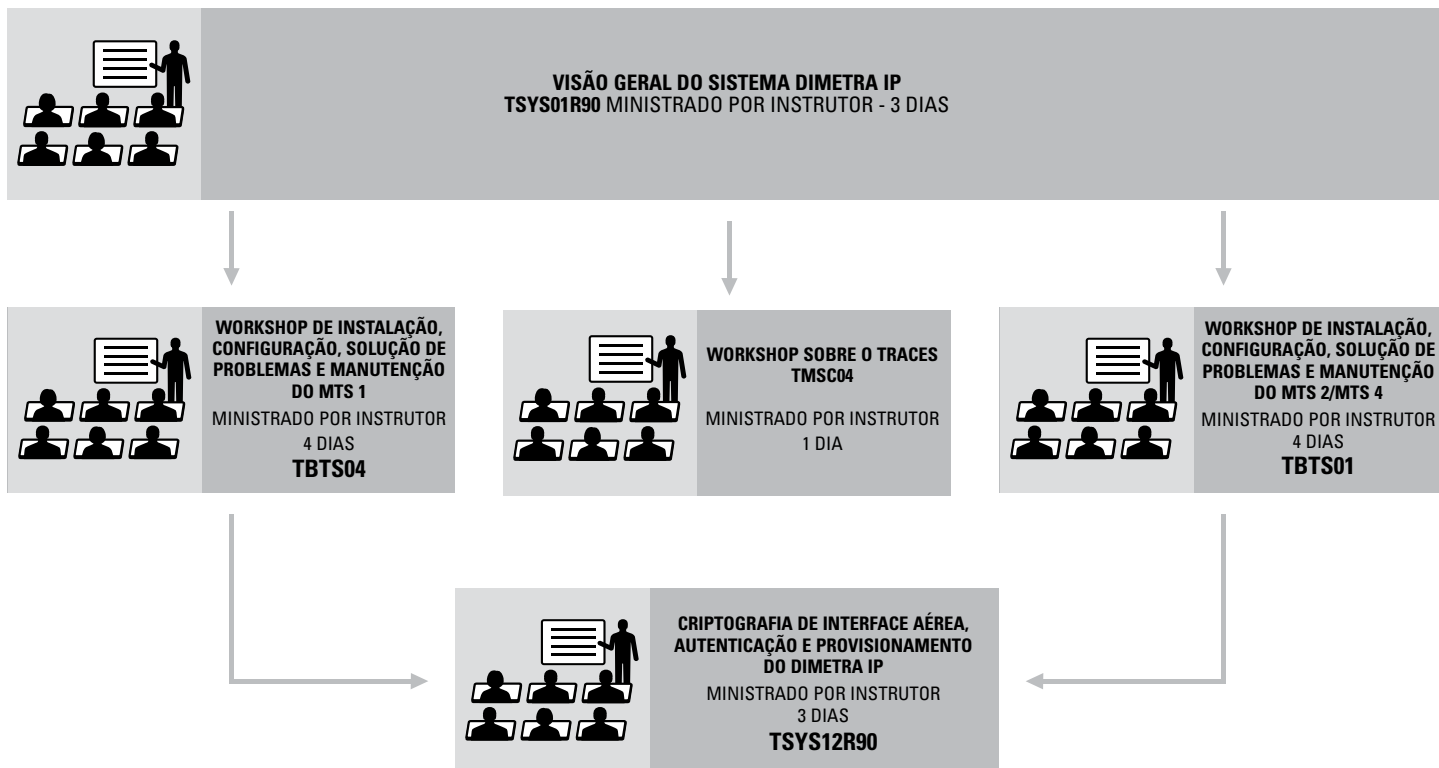 VISÃO GERAL DO SISTEMA DIMETRA IP
TSYS01R90 MINISTRADO POR INSTRUTOR - 3 DIAS
WORKSHOP DE INSTALAÇÃO,
CONFIGURAÇÃO, SOLUÇÃO DE
PROBLEMAS E MANUTENÇÃO
DO MTS 1
MINISTRADO POR INSTRUTOR
4 DIAS
TBTS04
WORKSHOP SOBRE O TRACES
TMSC04
MINISTRADO POR INSTRUTOR
1 DIA
WORKSHOP DE INSTALAÇÃO,
CONFIGURAÇÃO, SOLUÇÃO DE
PROBLEMAS E MANUTENÇÃO
DO MTS 2/MTS 4
MINISTRADO POR INSTRUTOR
4 DIAS
TBTS01
CRIPTOGRAFIA DE INTERFACE AÉREA,
AUTENTICAÇÃO E PROVISIONAMENTO
DO DIMETRA IP
MINISTRADO POR INSTRUTOR
3 DIAS
TSYS12R90